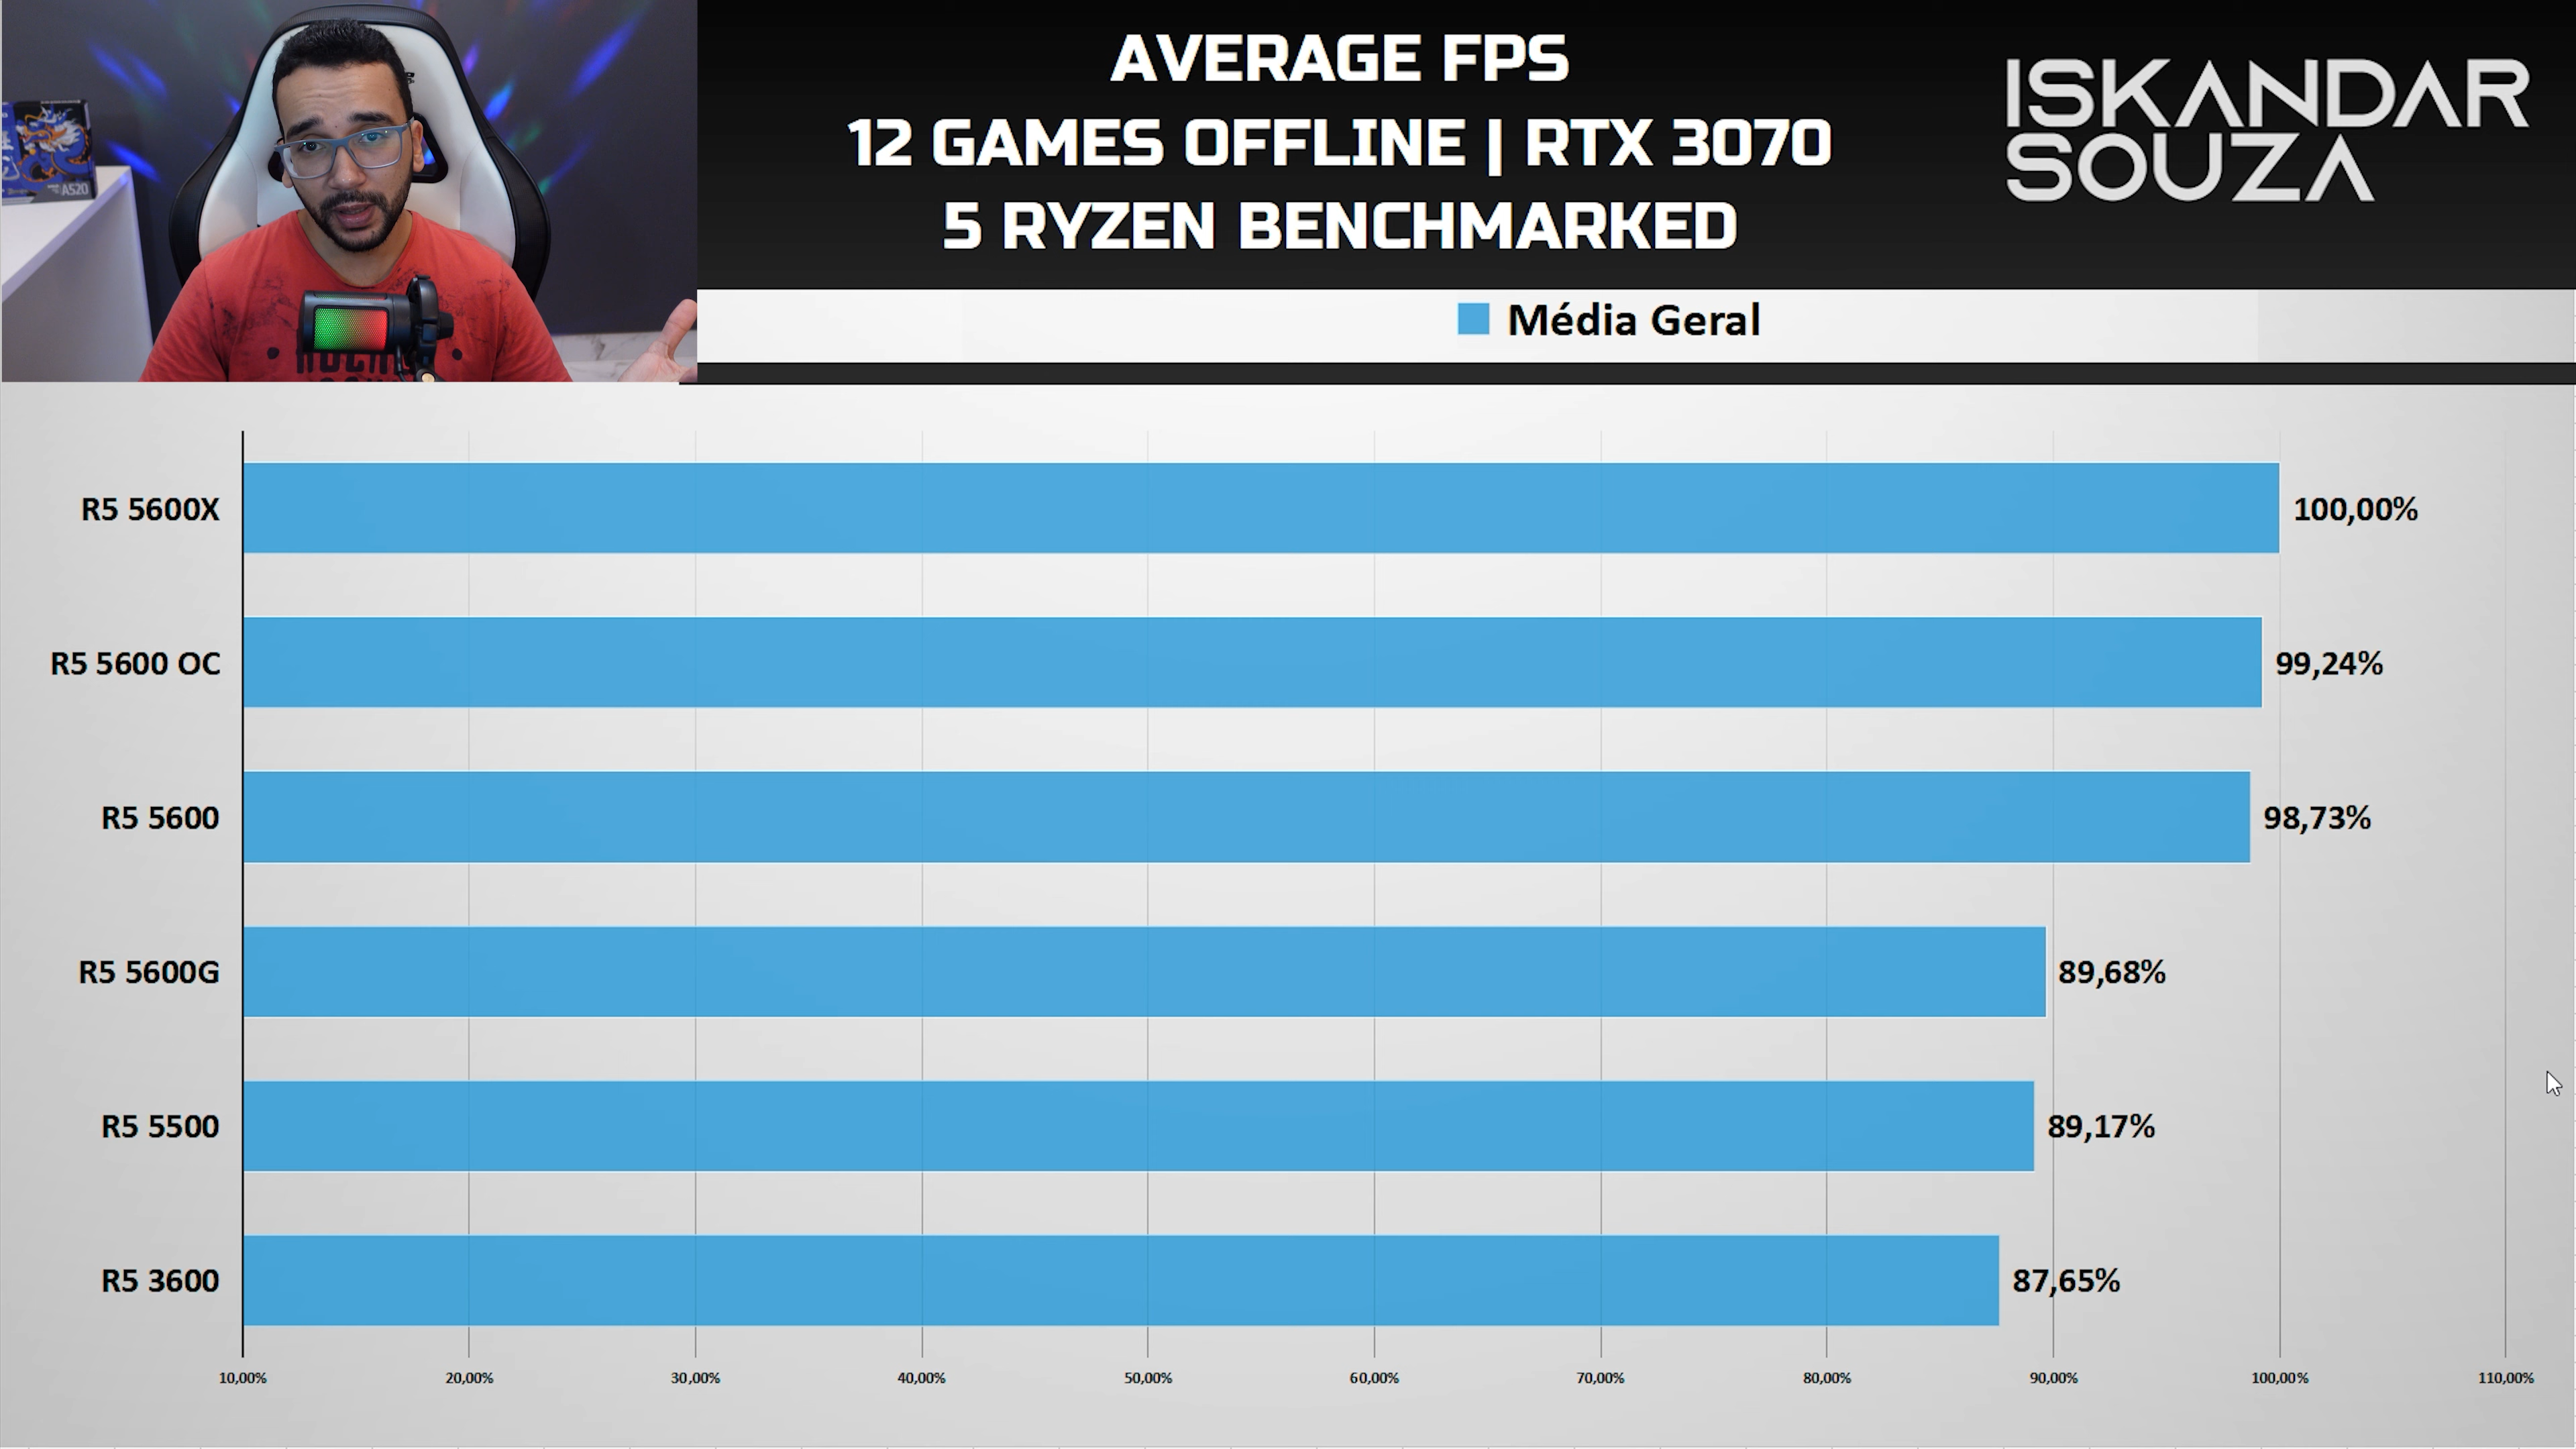 AVERAGE FPS
12 GAMES OFFLINE | RTX 3070
5 RYZEN BENCHMARKED
ISKANDAR
SOUZA
A520
Média Geral
R5 5600X 100,00%
R5 5600 OC 99,24%
R5 5600 98,73%
R5 5600G 89,68%
R5 5500 89,17%
R5 3600 87,65%
10,00% 20,00% 30,00% 40,00% 50,00% 60,00% 70,00% 80,00% 90,00% 100,00% 110,00%